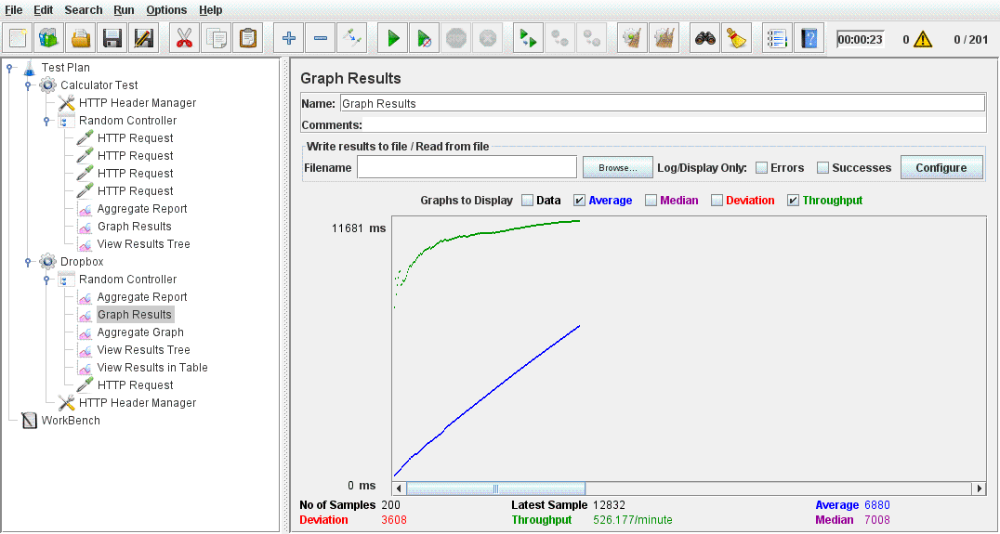 File Edit Search Run Options Help
00:00:23 0 0 / 201
Test Plan
Calculator Test
HTTP Header Manager
Random Controller
HTTP Request
HTTP Request
HTTP Request
HTTP Request
Aggregate Report
Graph Results
View Results Tree
Dropbox
Random Controller
Aggregate Report
Graph Results
Aggregate Graph
View Results Tree
View Results in Table
HTTP Request
HTTP Header Manager
WorkBench
Graph Results
Name: Graph Results
Comments:
Write results to file / Read from file
Filename Browse... Log/Display Only: Errors Successes Configure
Graphs to Display Data Average Median Deviation Throughput
11681 ms
0 ms
No of Samples 200 Latest Sample 12832 Average 6880
Deviation 3608 Throughput 526.177/minute Median 7008